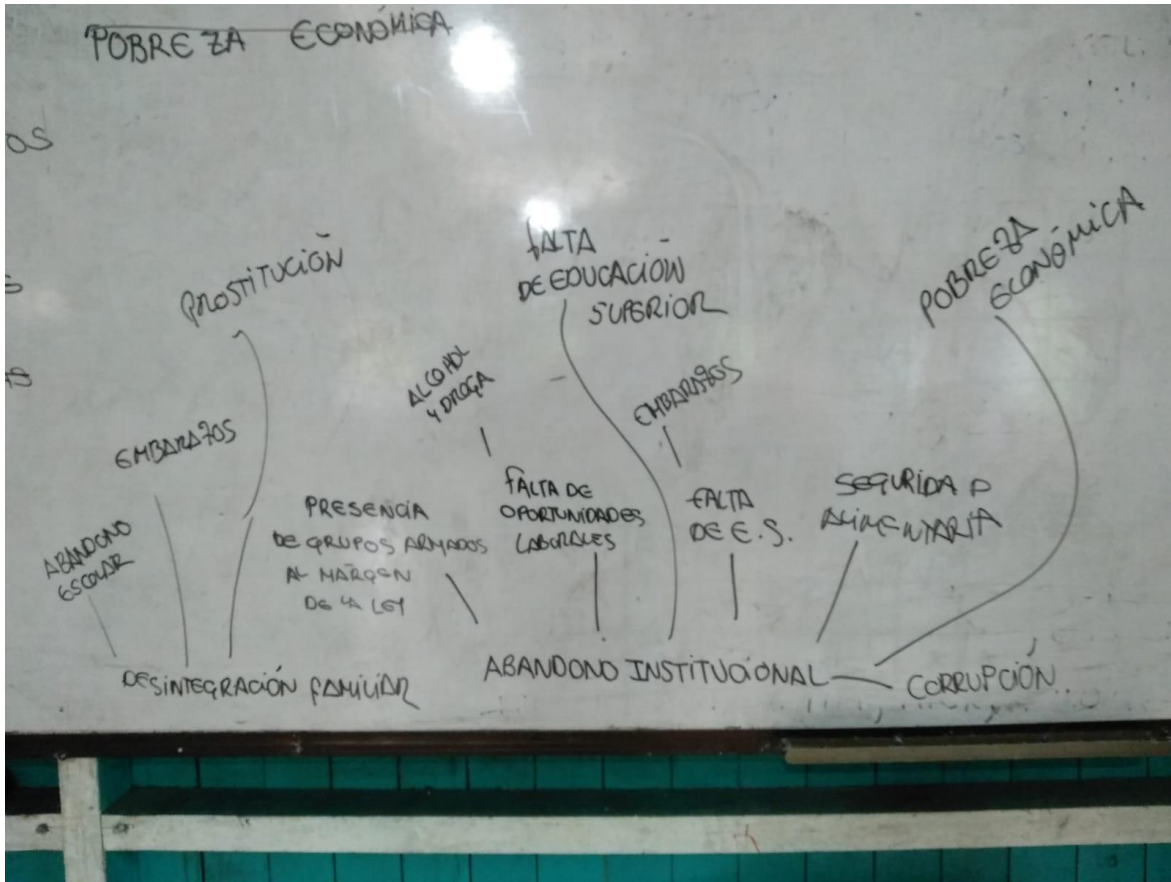 POBREZA ECONÓMICA
OS
PROSTITUCIÓN
FALTA
DE EDUCACIÓN
SUPERIOR
POBREZA
ECONÓMICA
ALCOHOL
Y DROGA
EMBARAZOS
EMBARAZOS
ABANDONO
ESCOLAR
PRESENCIA
DE GRUPOS ARMADOS
AL MARGEN
DE LA LEY
FALTA DE
OPORTUNIDADES
LABORALES
FALTA
DE E.S.
SEGURIDAD
ALIMENTARIA
DESINTEGRACIÓN FAMILIAR
ABANDONO INSTITUCIONAL
CORRUPCIÓN